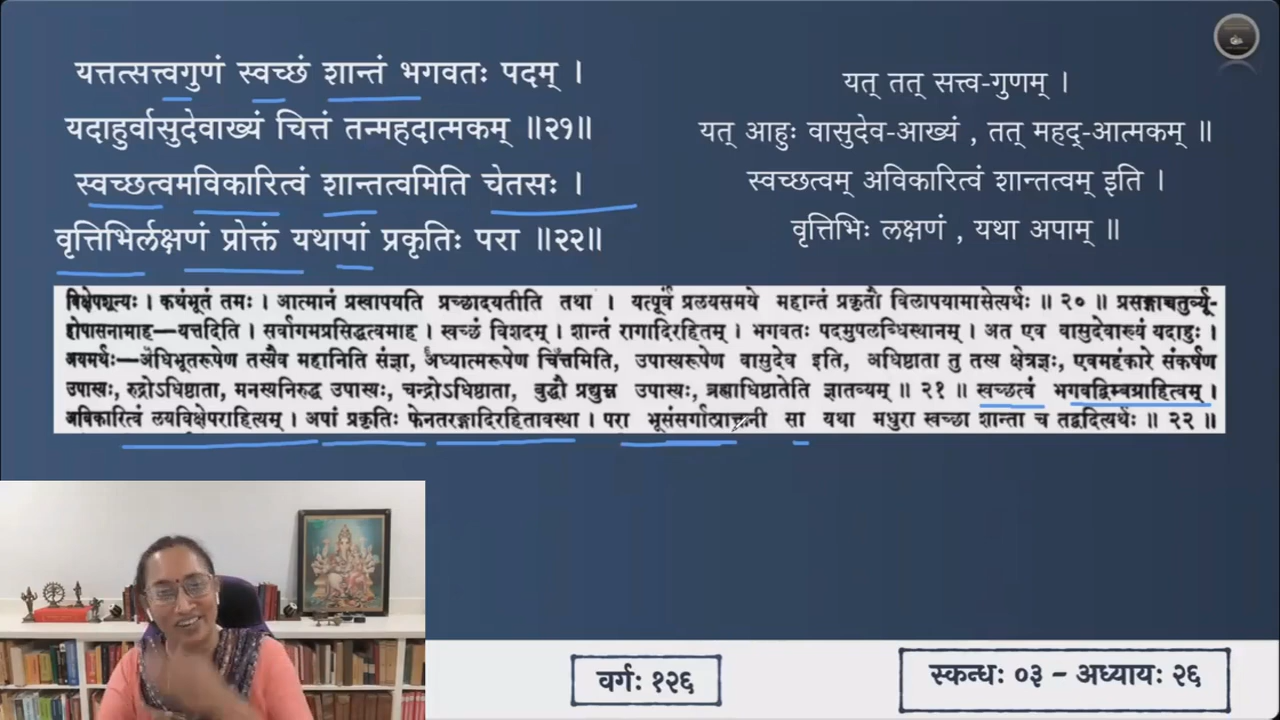 यत्तत्सत्त्वगुणं स्वच्छं शान्तं भगवतः पदम् ।
यदाहुर्वासुदेवाख्यं चित्तं तन्महदात्मकम् ॥२१॥
स्वच्छत्वमविकारित्वं शान्तत्वमिति चेतसः ।
वृत्तिभिर्लक्षणं प्रोक्तं यथापां प्रकृतिः परा ॥२२॥
यत् तत् सत्त्व-गुणम् ।
यत् आहुः वासुदेव-आख्यं , तत् महद्-आत्मकम् ॥
स्वच्छत्वम् अविकारित्वं शान्तत्वम् इति ।
वृत्तिभिः लक्षणं , यथा अपाम् ॥
विक्षेपशून्यः । कथंभूतं तमः । आत्मानं प्रस्वापयति प्रच्छादयतीति तथा । यत्पूर्वं प्रलयसमये महान्तं प्रकृतौ विलापयामासेत्यर्थः ॥ २० ॥ प्रसङ्गाच्चतुर्व्यू-
होपासनामाह—यत्तदिति । सर्वागमप्रसिद्धत्वमाह । स्वच्छं विशदम् । शान्तं रागादिरहितम् । भगवतः पदमुपलब्धिस्थानम् । अत एव वासुदेवाख्यं यदाहुः ।
अयमर्थः—अधिभूतरूपेण तस्यैव महानिति संज्ञा, अध्यात्मरूपेण चित्तमिति, उपास्यरूपेण वासुदेव इति, अधिष्ठाता तु तस्य क्षेत्रज्ञः, एवमहंकारे संकर्षण
उपास्यः, रुद्रोऽधिष्ठाता, मनस्यनिरुद्ध उपास्यः, चन्द्रोऽधिष्ठाता, बुद्धौ प्रद्युम्न उपास्यः, ब्रह्माधिष्ठातेति ज्ञातव्यम् ॥ २१ ॥ स्वच्छत्वं भगवद्बिम्बग्राहित्वम् ।
अविकारित्वं लयविक्षेपराहित्यम् । अपां प्रकृतिः फेनतरङ्गादिरहितावस्था । परा भूसंसर्गात्प्राक्तनी सा यथा मधुरा स्वच्छा शान्ता च तद्वदित्यर्थः ॥ २२ ॥
वर्गः १२६
स्कन्धः ०३ – अध्यायः २६